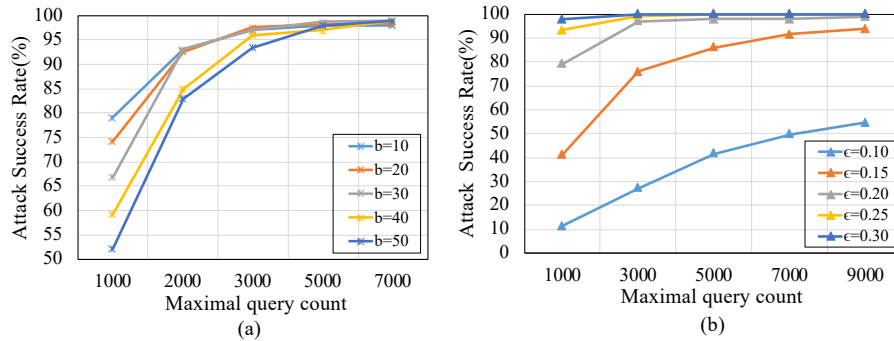 100
95
90
85
80
75
70
65
60
55
50
Attack Success Rate(%)
b=10
b=20
b=30
b=40
b=50
1000 2000 3000 5000 7000
Maximal query count
(a)
100
90
80
70
60
50
40
30
20
10
0
Attack Success Rate(%)
ϵ=0.10
ϵ=0.15
ϵ=0.20
ϵ=0.25
ϵ=0.30
1000 3000 5000 7000 9000
Maximal query count
(b)